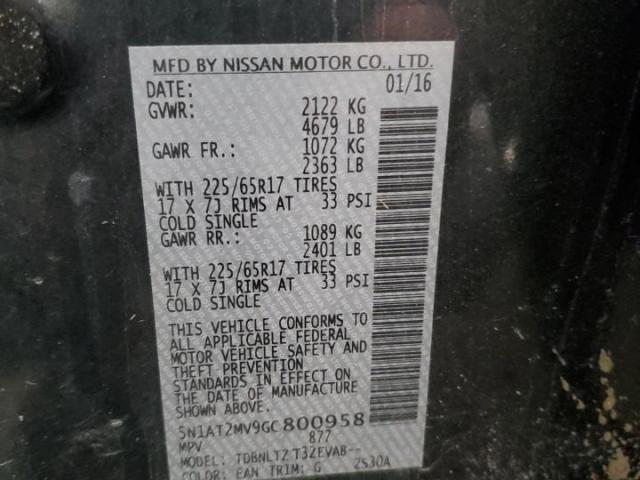 MFD BY NISSAN MOTOR CO., LTD.
DATE: 01/16
GVWR: 2122 KG
4679 LB
GAWR FR.: 1072 KG
2363 LB
WITH 225/65R17 TIRES
17 X 7J RIMS AT 33 PSI
COLD SINGLE
GAWR RR.: 1089 KG
2401 LB
WITH 225/65R17 TIRES
17 X 7J RIMS AT 33 PSI
COLD SINGLE
THIS VEHICLE CONFORMS TO
ALL APPLICABLE FEDERAL
MOTOR VEHICLE SAFETY AND
THEFT PREVENTION
STANDARDS IN EFFECT ON
THE DATE OF MANUFACTURE
SHOWN ABOVE.
5N1AT2MV9GC800958
MPV 877
MODEL: TDBNLTZ T32EVAB--
COLOR: EAN TRIM: G 2S30A